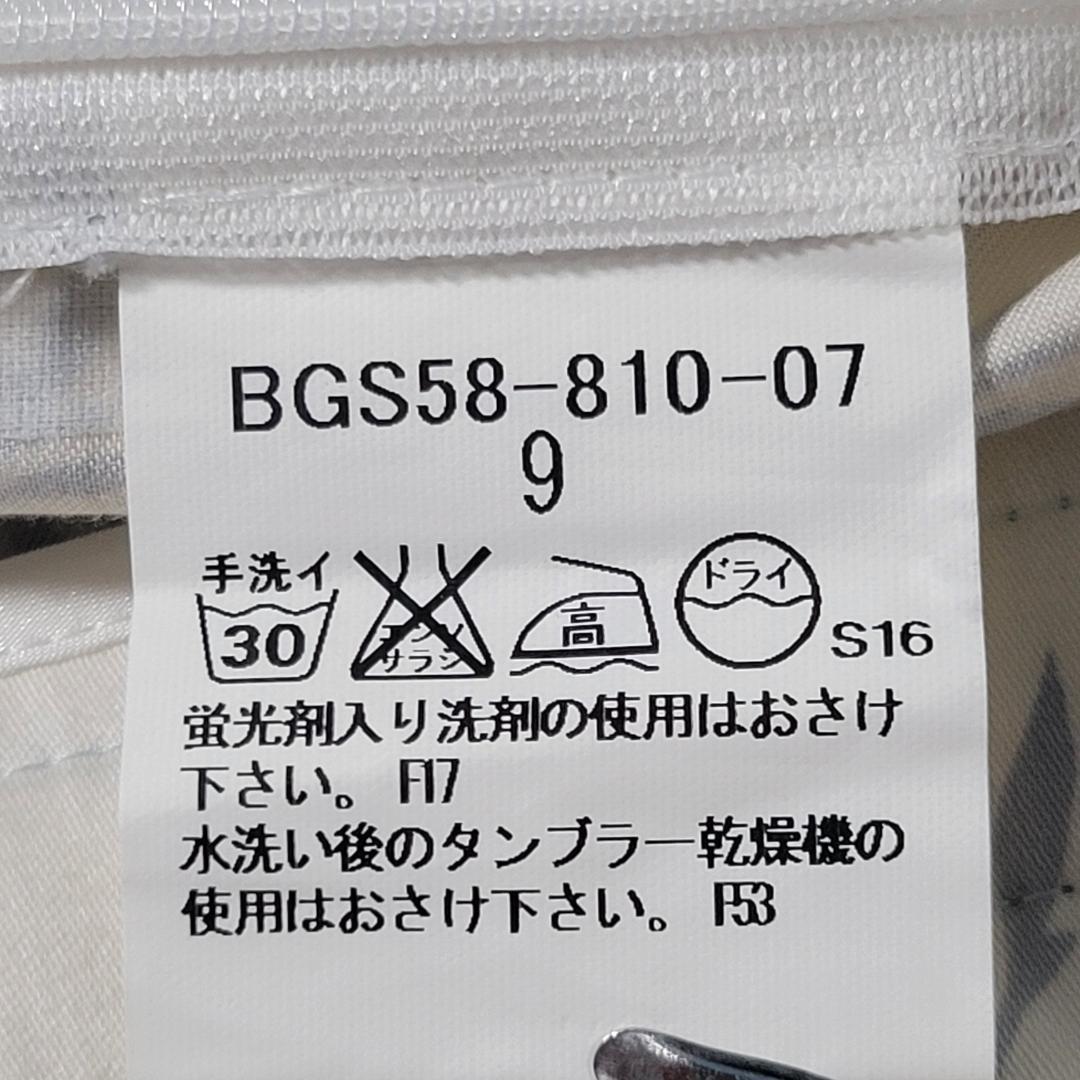 BGS58-810-07
9
手洗イ
30
エンソ
サラシ
高
ドライ
S16
蛍光剤入り洗剤の使用はおさけ
下さい。 F17
水洗い後のタンブラー乾燥機の
使用はおさけ下さい。 F53